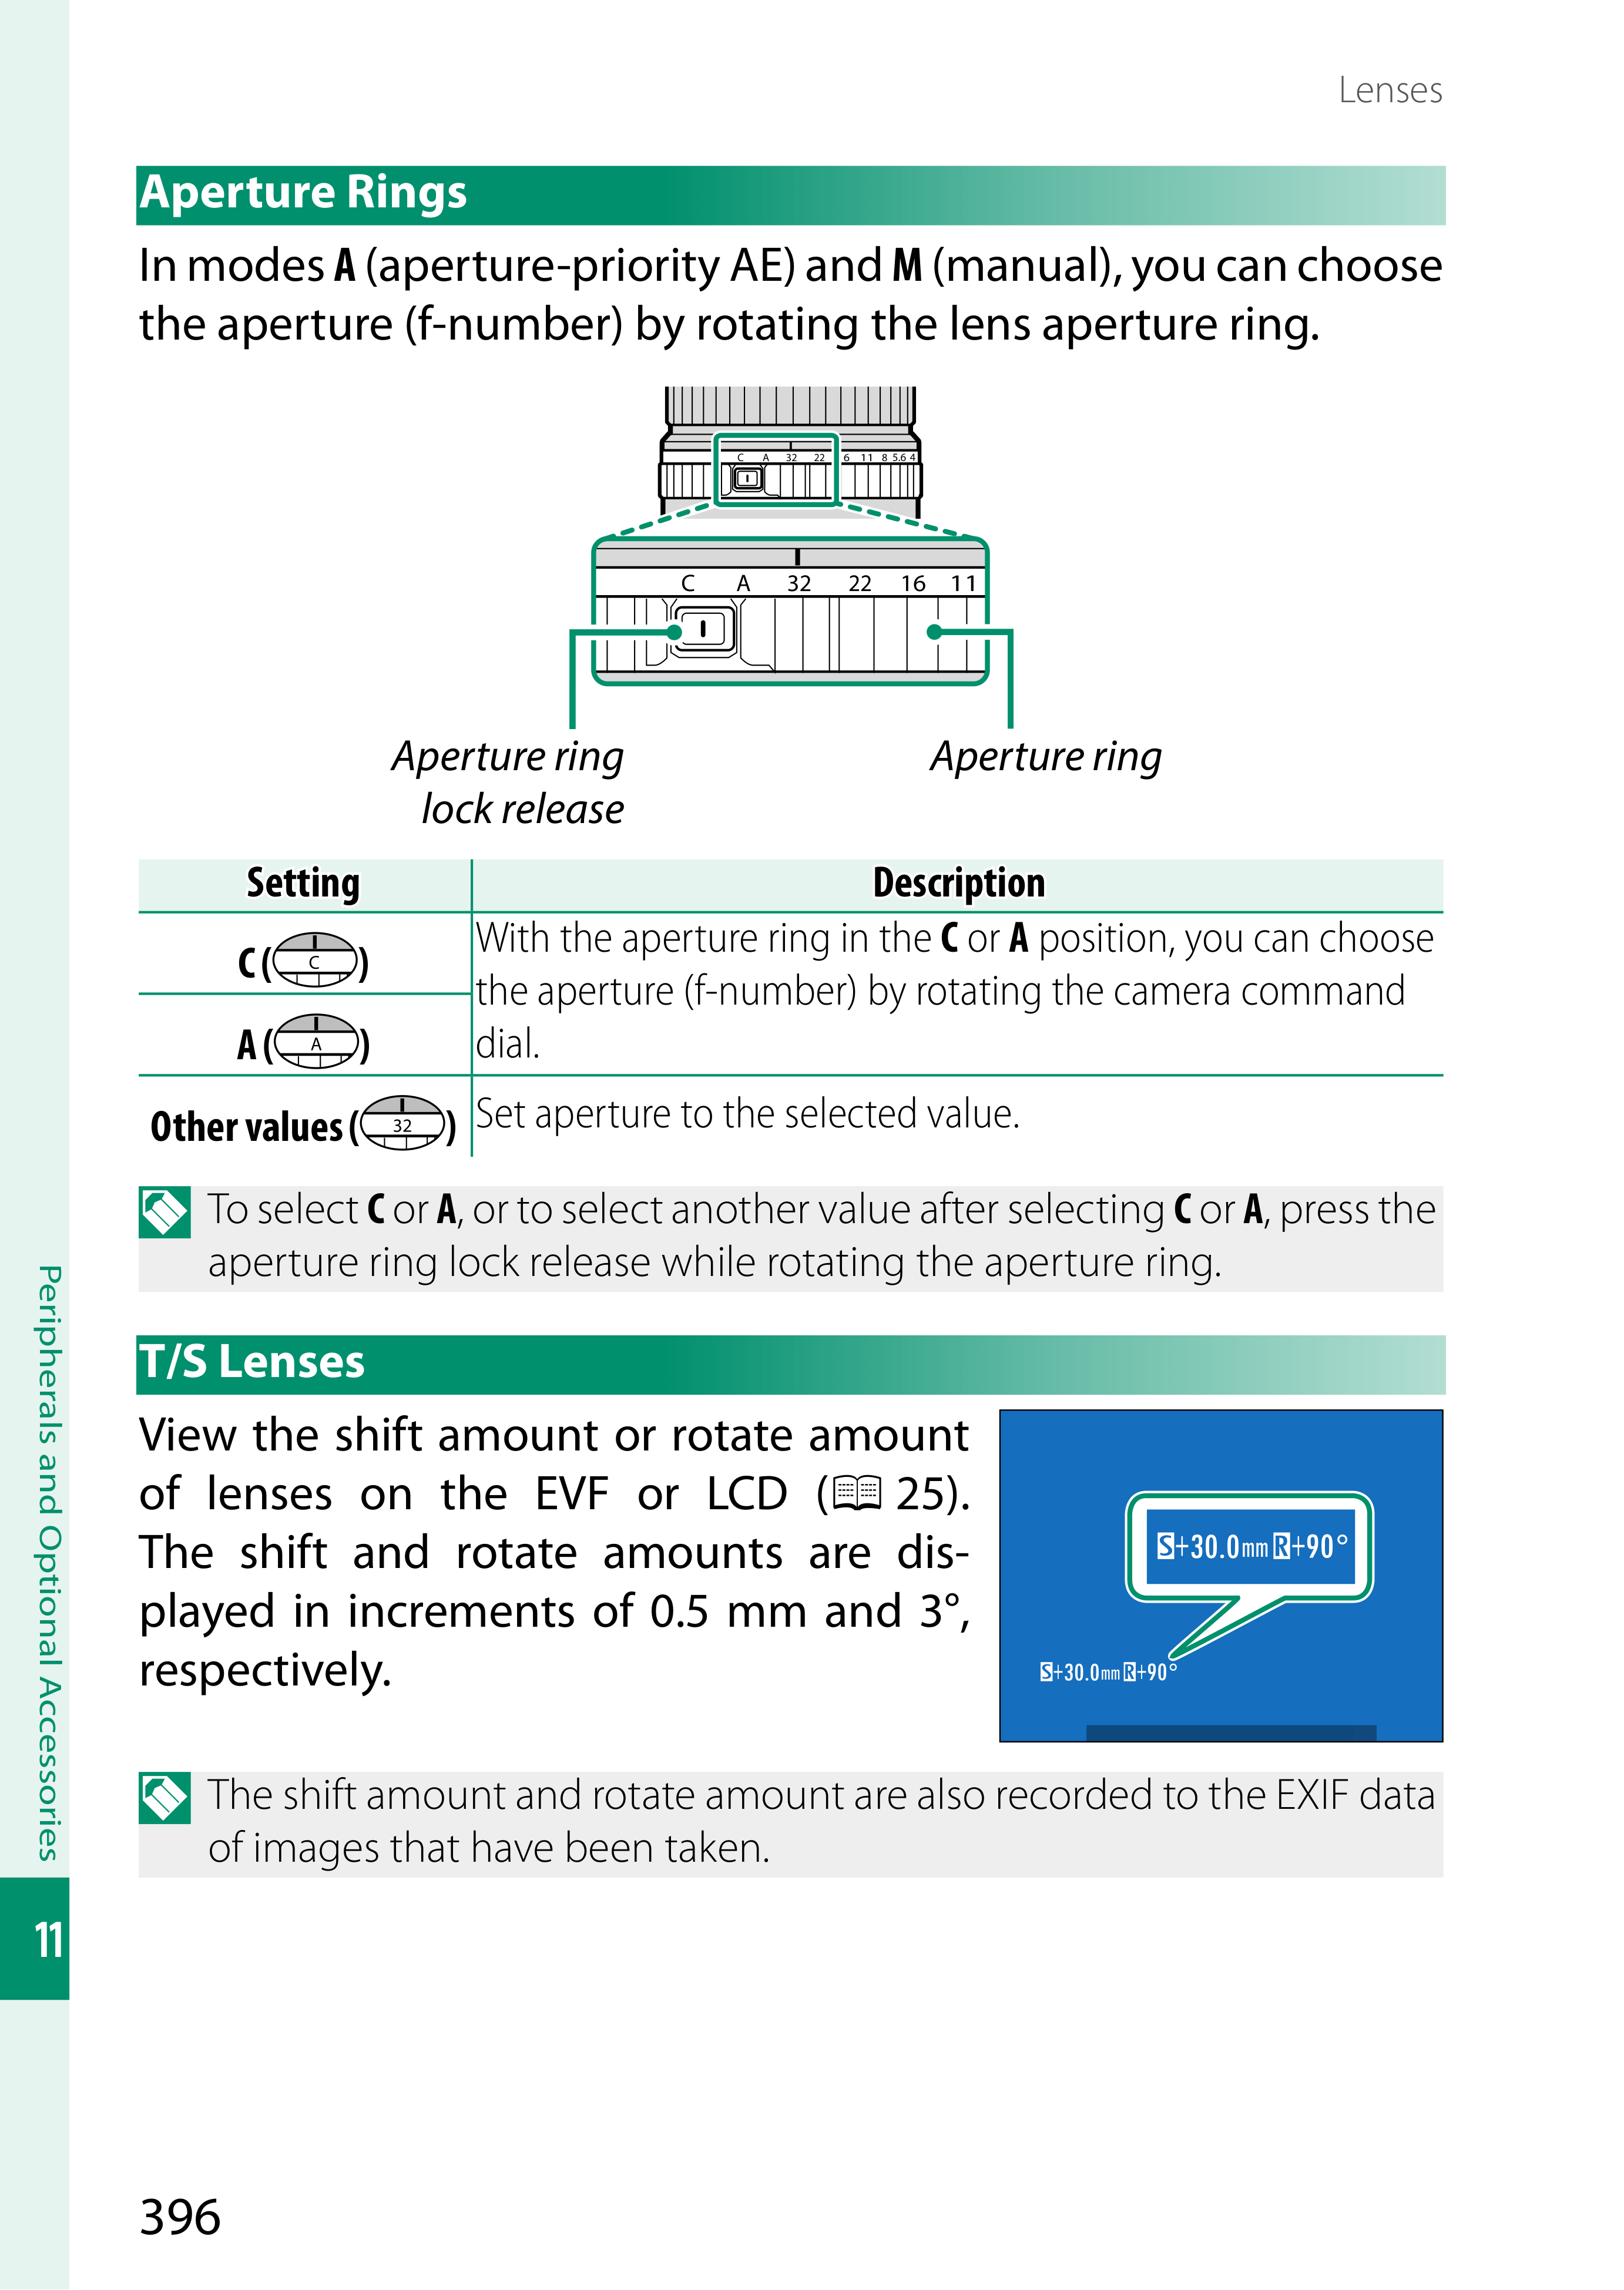 Lenses
Aperture Rings
In modes A (aperture-priority AE) and M (manual), you can choose
the aperture (f-number) by rotating the lens aperture ring.
C A 32 22 6 11 8 5.6 4
C A 32 22 16 11
Aperture ring
lock release
Aperture ring
Setting Description
C (C)
A (A)
With the aperture ring in the C or A position, you can choose
the aperture (f-number) by rotating the camera command
dial.
Other values (32) Set aperture to the selected value.
To select C or A, or to select another value after selecting C or A, press the
aperture ring lock release while rotating the aperture ring.
T/S Lenses
View the shift amount or rotate amount
of lenses on the EVF or LCD (25).
The shift and rotate amounts are dis-
played in increments of 0.5 mm and 3°,
respectively.
S+30.0mm R+90°
S+30.0mm R+90°
The shift amount and rotate amount are also recorded to the EXIF data
of images that have been taken.
Peripherals and Optional Accessories
11
396